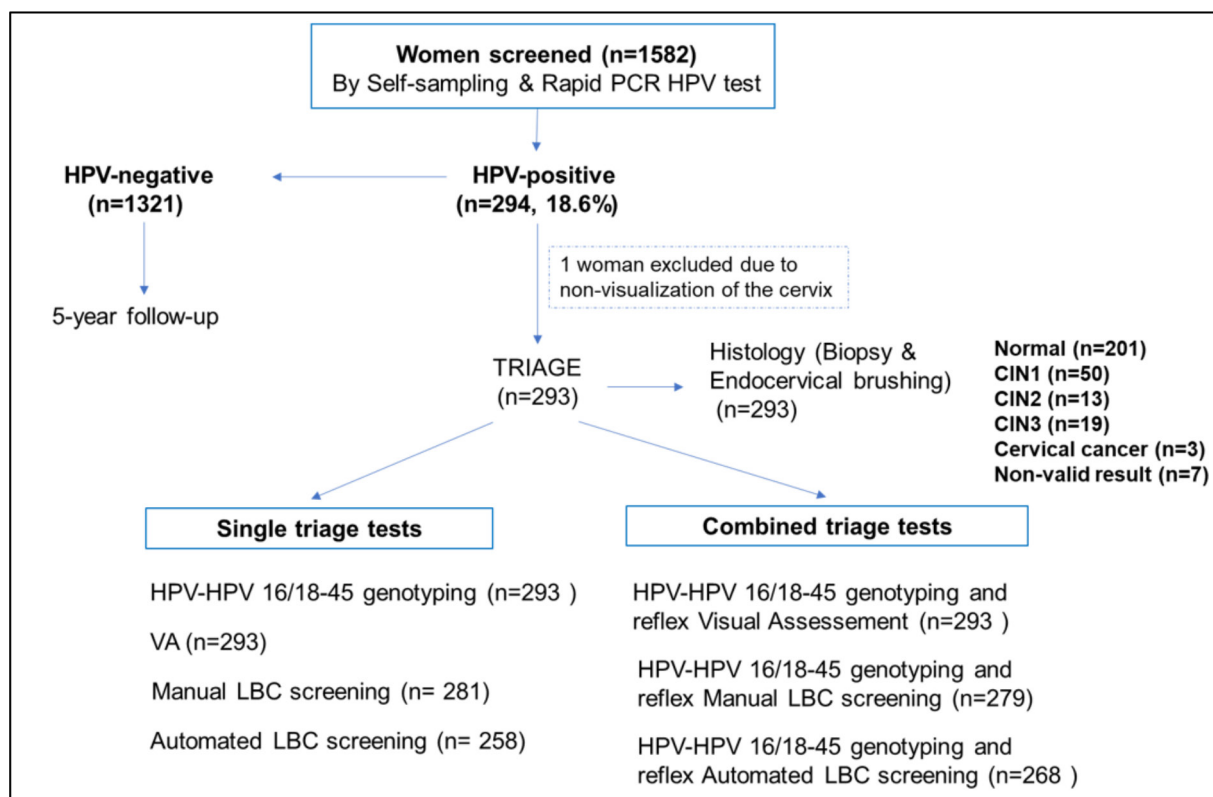 Women screened (n=1582)
By Self-sampling & Rapid PCR HPV test
HPV-negative
(n=1321)
HPV-positive
(n=294, 18.6%)
1 woman excluded due to
non-visualization of the cervix
5-year follow-up
TRIAGE
(n=293)
Histology (Biopsy &
Endocervical brushing)
(n=293)
Normal (n=201)
CIN1 (n=50)
CIN2 (n=13)
CIN3 (n=19)
Cervical cancer (n=3)
Non-valid result (n=7)
Single triage tests
HPV-HPV 16/18-45 genotyping (n=293 )
VA (n=293)
Manual LBC screening (n= 281)
Automated LBC screening (n= 258)
Combined triage tests
HPV-HPV 16/18-45 genotyping and
reflex Visual Assessement (n=293 )
HPV-HPV 16/18-45 genotyping and
reflex Manual LBC screening (n=279)
HPV-HPV 16/18-45 genotyping and
reflex Automated LBC screening (n=268 )